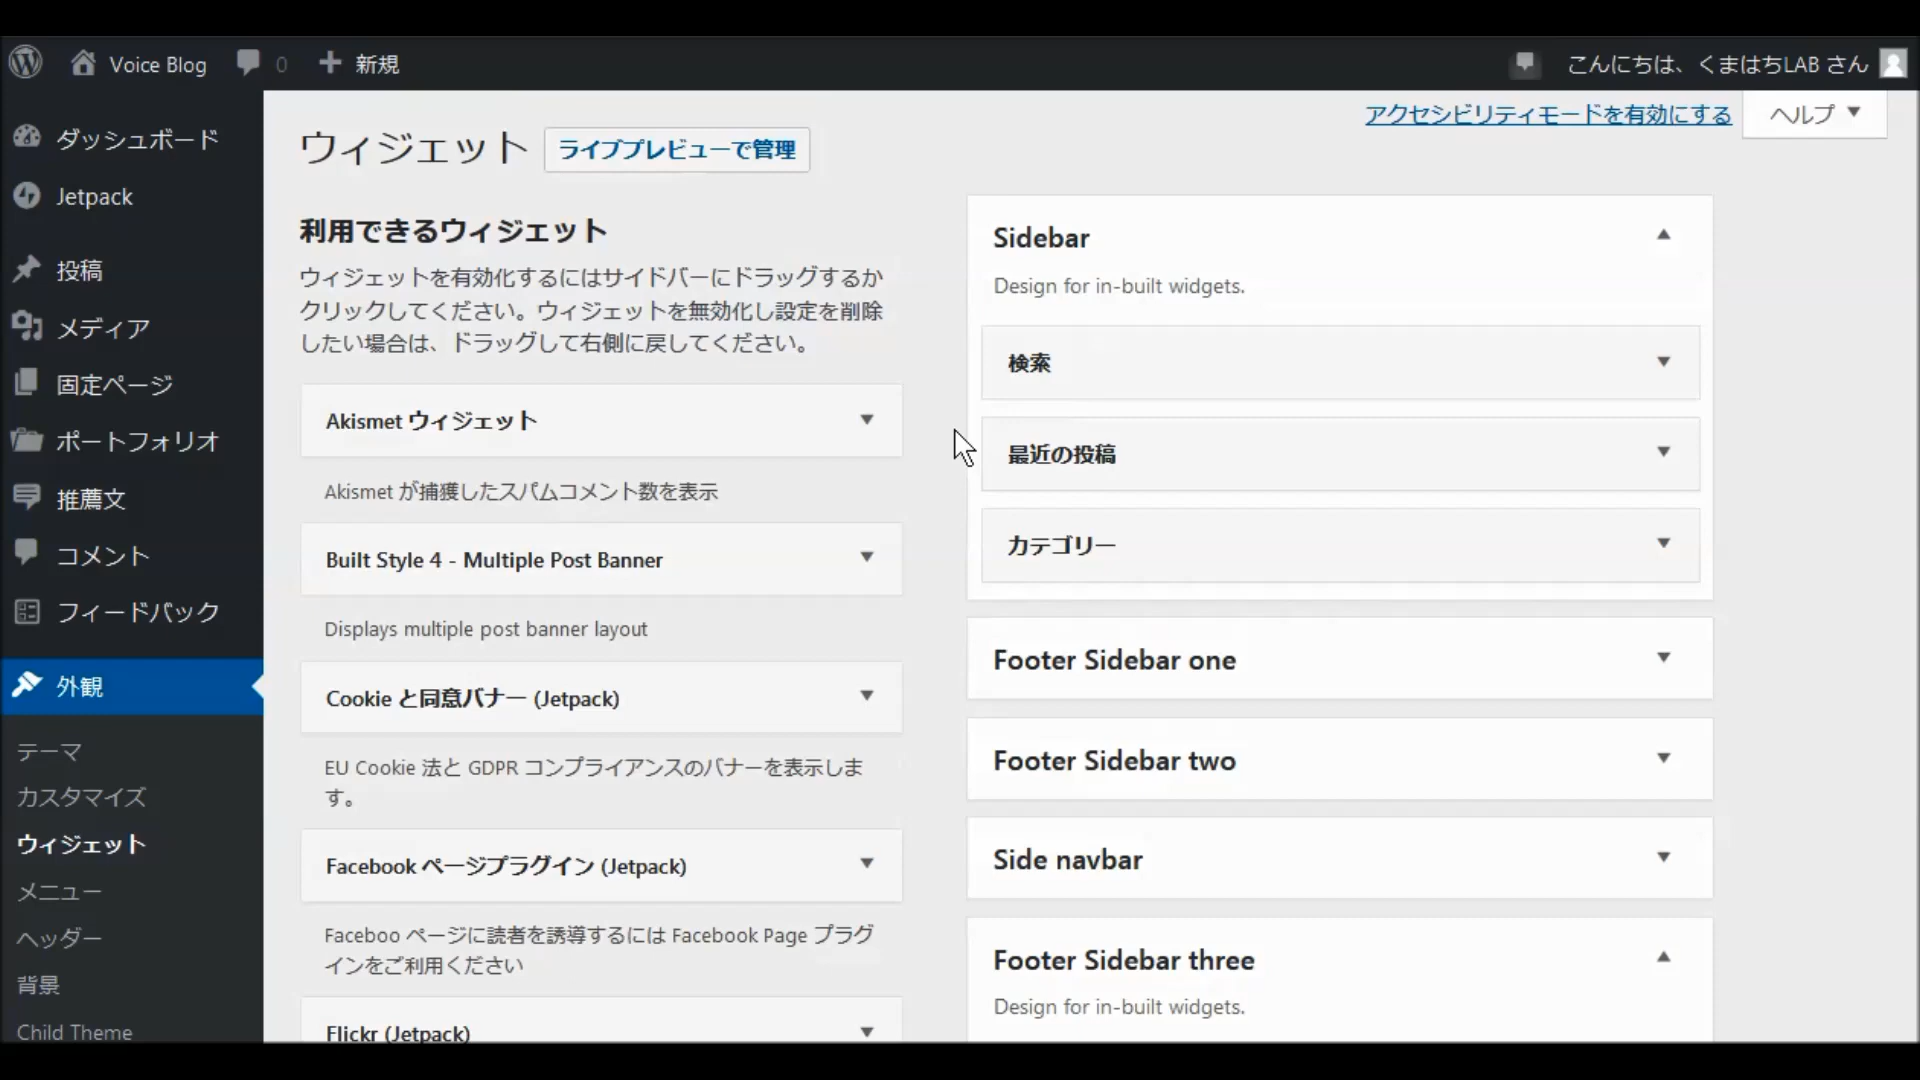 Voice Blog
0
新規
こんにちは、くまはちLAB さん
ダッシュボード
Jetpack
投稿
メディア
固定ページ
ポートフォリオ
推薦文
コメント
フィードバック
外観
テーマ
カスタマイズ
ウィジェット
メニュー
ヘッダー
背景
Child Theme
アクセシビリティモードを有効にする
ヘルプ
ウィジェット
ライブプレビューで管理
利用できるウィジェット
ウィジェットを有効化するにはサイドバーにドラッグするか
クリックしてください。ウィジェットを無効化し設定を削除
したい場合は、ドラッグして右側に戻してください。
Akismet ウィジェット
Akismet が捕獲したスパムコメント数を表示
Built Style 4 - Multiple Post Banner
Displays multiple post banner layout
Cookie と同意バナー (Jetpack)
EU Cookie 法と GDPR コンプライアンスのバナーを表示しま
す。
Facebook ページプラグイン (Jetpack)
Faceboo ページに読者を誘導するには Facebook Page プラグ
インをご利用ください
Flickr (Jetpack)
Sidebar
Design for in-built widgets.
検索
最近の投稿
カテゴリー
Footer Sidebar one
Footer Sidebar two
Side navbar
Footer Sidebar three
Design for in-built widgets.